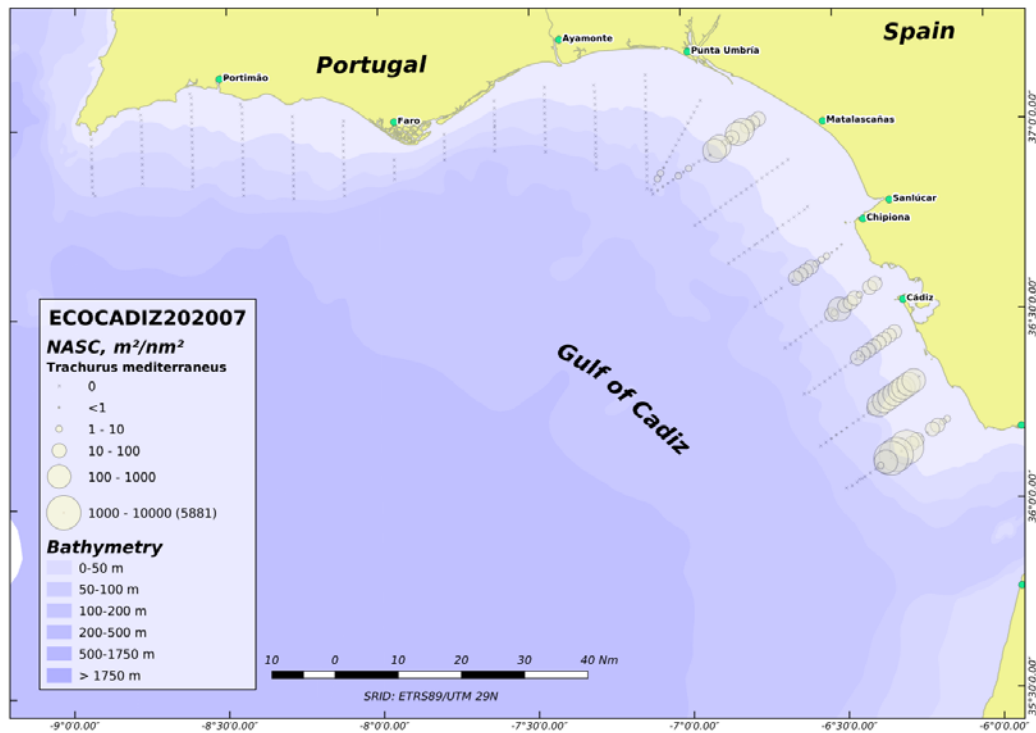 Spain
Portugal
Ayamonte
Punta Umbría
Portimão
Faro
Matalascañas
Sanlúcar
Chipiona
Cádiz
Gulf of Cadiz
ECOCADIZ202007
NASC, m²/nm²
Trachurus mediterraneus
0
<1
1 - 10
10 - 100
100 - 1000
1000 - 10000 (5881)
Bathymetry
0-50 m
50-100 m
100-200 m
200-500 m
500-1750 m
> 1750 m
10 0 10 20 30 40 Nm
SRID: ETRS89/UTM 29N
37°0'0.00"
36°30'0.00"
36°0'0.00"
35°30'0.00"
-9°0'0.00" -8°30'0.00" -8°0'0.00" -7°30'0.00" -7°0'0.00" -6°30'0.00" -6°0'0.00"